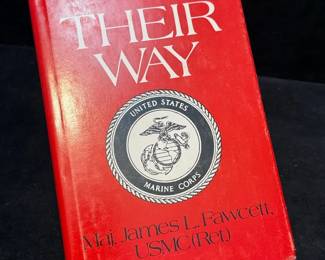 THEIR
WAY
UNITED STATES
MARINE CORPS
Maj. James L. Fawcett,
USMC (Ret.)